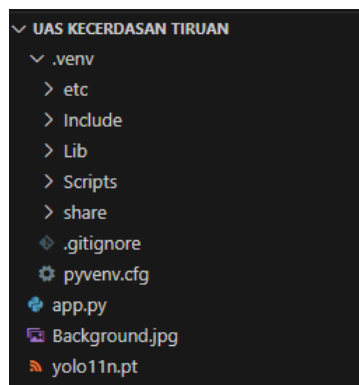 UAS KECERDASAN TIRUAN
.venv
etc
Include
Lib
Scripts
share
.gitignore
pyvenv.cfg
app.py
Background.jpg
yolo11n.pt